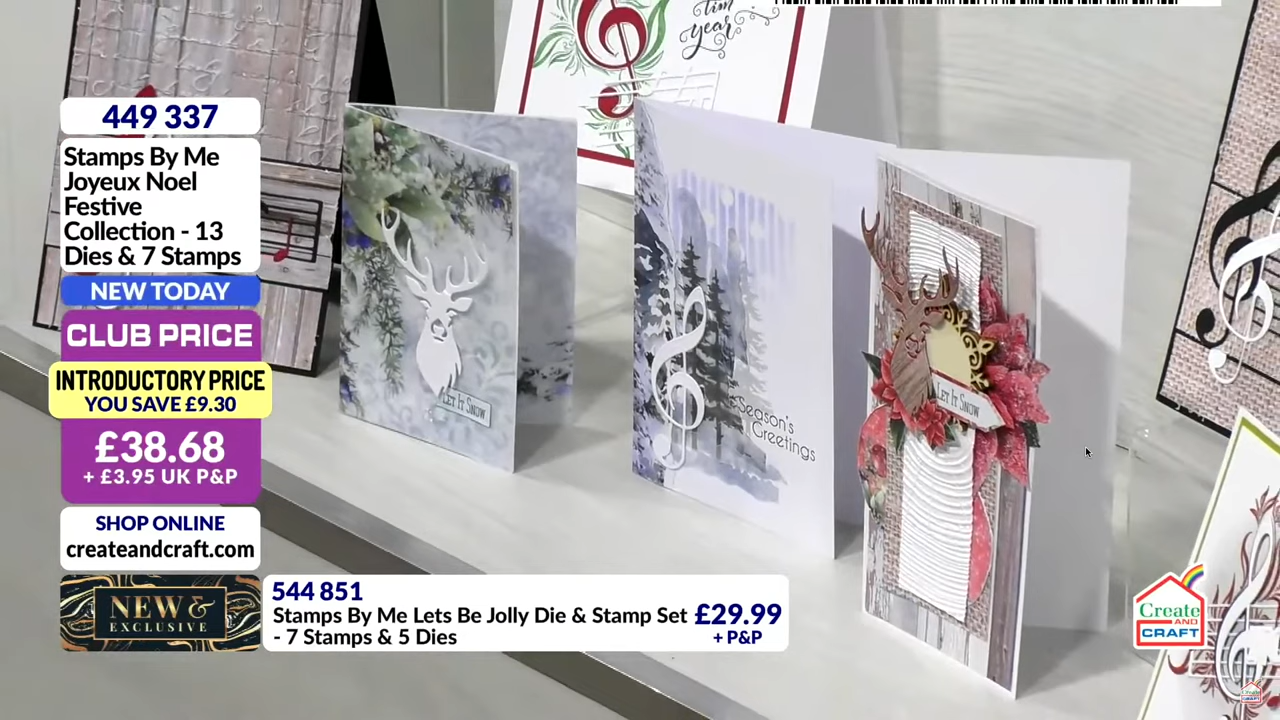 tim
year
449 337
Stamps By Me
Joyeux Noel
Festive
Collection - 13
Dies & 7 Stamps
NEW TODAY
CLUB PRICE
INTRODUCTORY PRICE
YOU SAVE £9.30
£38.68
+ £3.95 UK P&P
SHOP ONLINE
createandcraft.com
NEW &
EXCLUSIVE
544 851
Stamps By Me Lets Be Jolly Die & Stamp Set
- 7 Stamps & 5 Dies
£29.99
+ P&P
LET IT SNOW
Season's
Greetings
LET IT SNOW
Create
AND
CRAFT